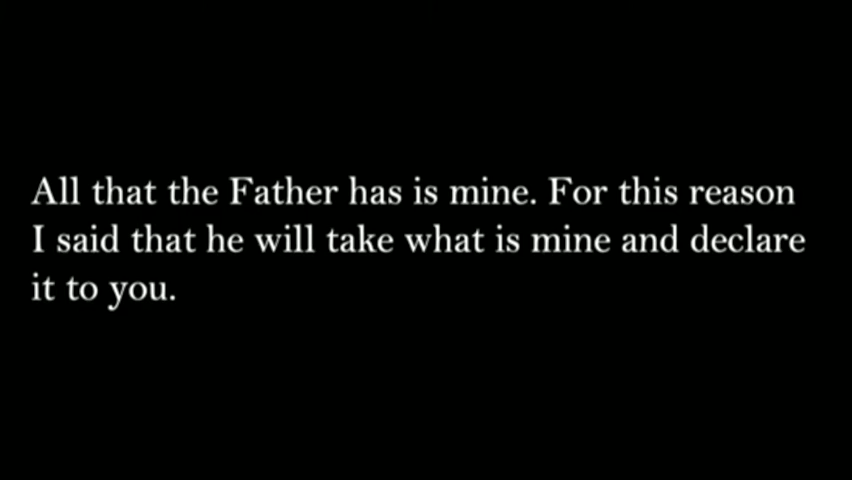 All that the Father has is mine. For this reason
I said that he will take what is mine and declare
it to you.